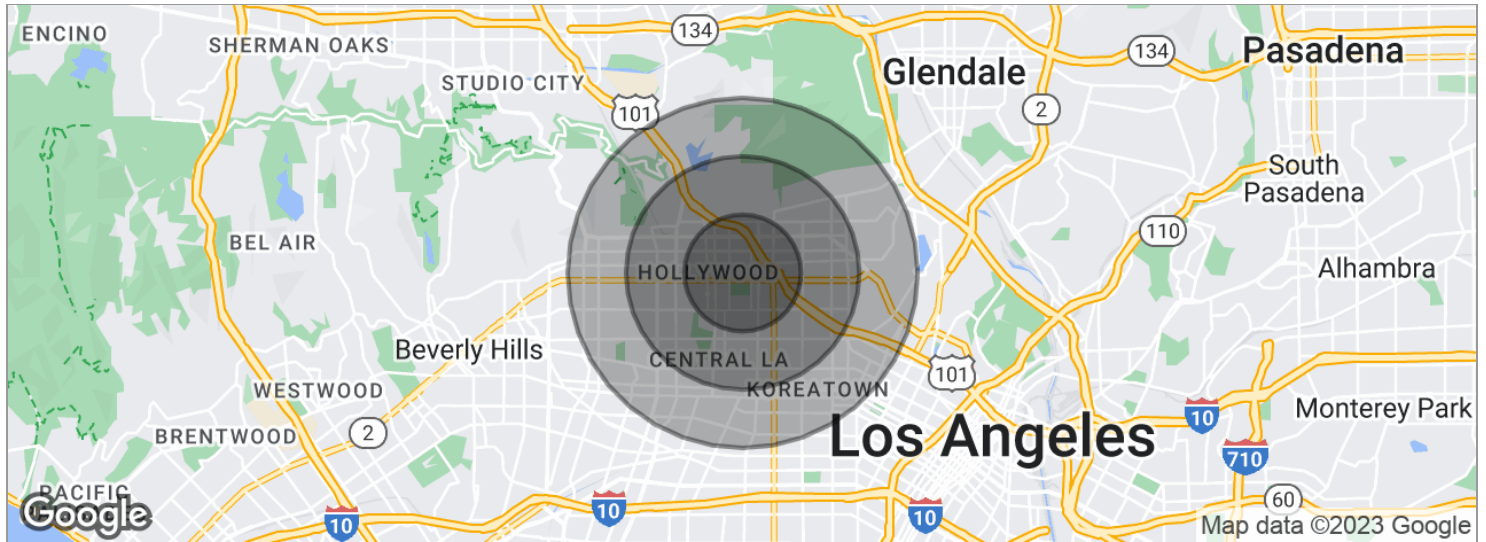 ENCINO
SHERMAN OAKS
134
Glendale
134
Pasadena
STUDIO CITY
101
2
South
Pasadena
110
BEL AIR
HOLLYWOOD
Alhambra
Beverly Hills
CENTRAL LA
KOREATOWN
101
WESTWOOD
2
BRENTWOOD
Los Angeles
10
Monterey Park
710
PACIFIC
Google
10
10
10
60
Map data ©2023 Google